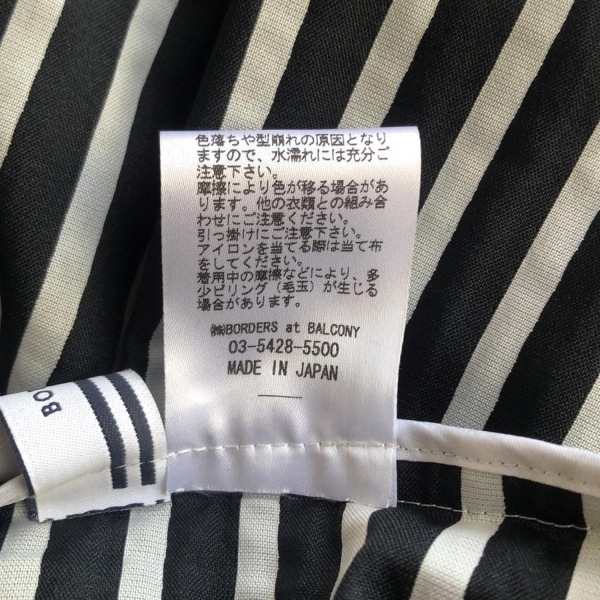 色落ちや型崩れの原因となり
ますので、水濡れには充分ご
注意下さい。
摩擦により色が移る場合があ
ります。他の衣類との組み合
わせにご注意ください。
引っ掛けにご注意下さい。
アイロンを当てる際は当て布
をしてください。
着用中の摩擦などにより、多
少ピリング（毛玉）が生じる
場合があります。
㈱BORDERS at BALCONY
03-5428-5500
MADE IN JAPAN
BO